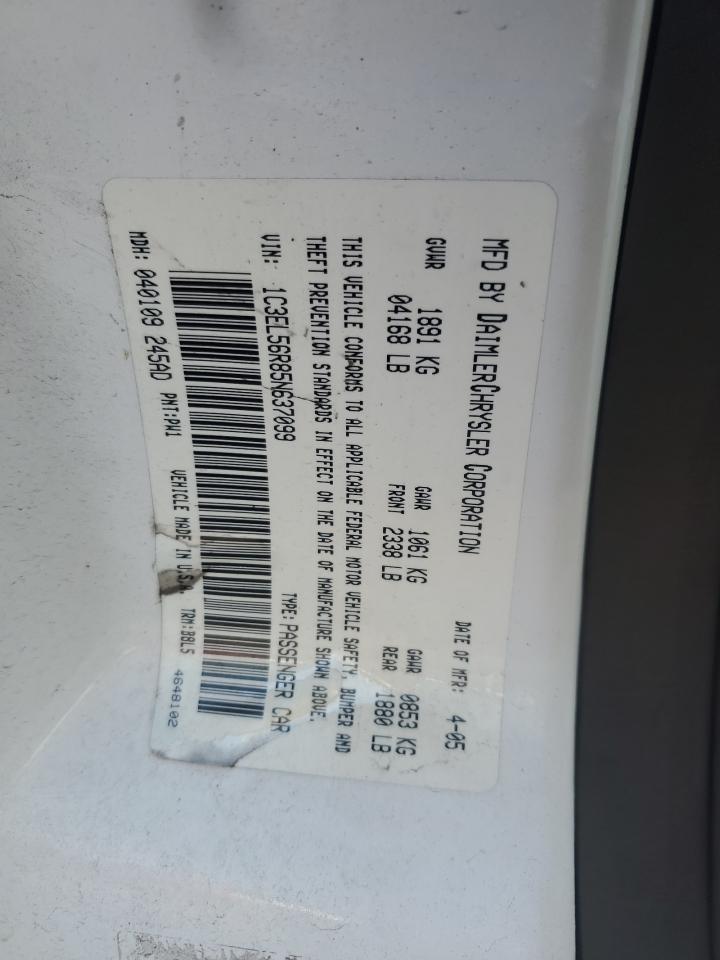 MFD BY DAIMLERCHRYSLER CORPORATION
DATE OF MFR: 4-05
GVWR 1891 KG
04168 LB
GAWR 1061 KG
FRONT 2338 LB
GAWR 0853 KG
REAR 1880 LB
THIS VEHICLE CONFORMS TO ALL APPLICABLE FEDERAL MOTOR VEHICLE SAFETY, BUMPER AND
THEFT PREVENTION STANDARDS IN EFFECT ON THE DATE OF MANUFACTURE SHOWN ABOVE.
VIN: 1C3EL56R85N637099
TYPE: PASSENGER CAR
MDH: 040109 245AD
PNT:PW1
VEHICLE MADE IN U.S.A.
TRM:B8L5
4648102